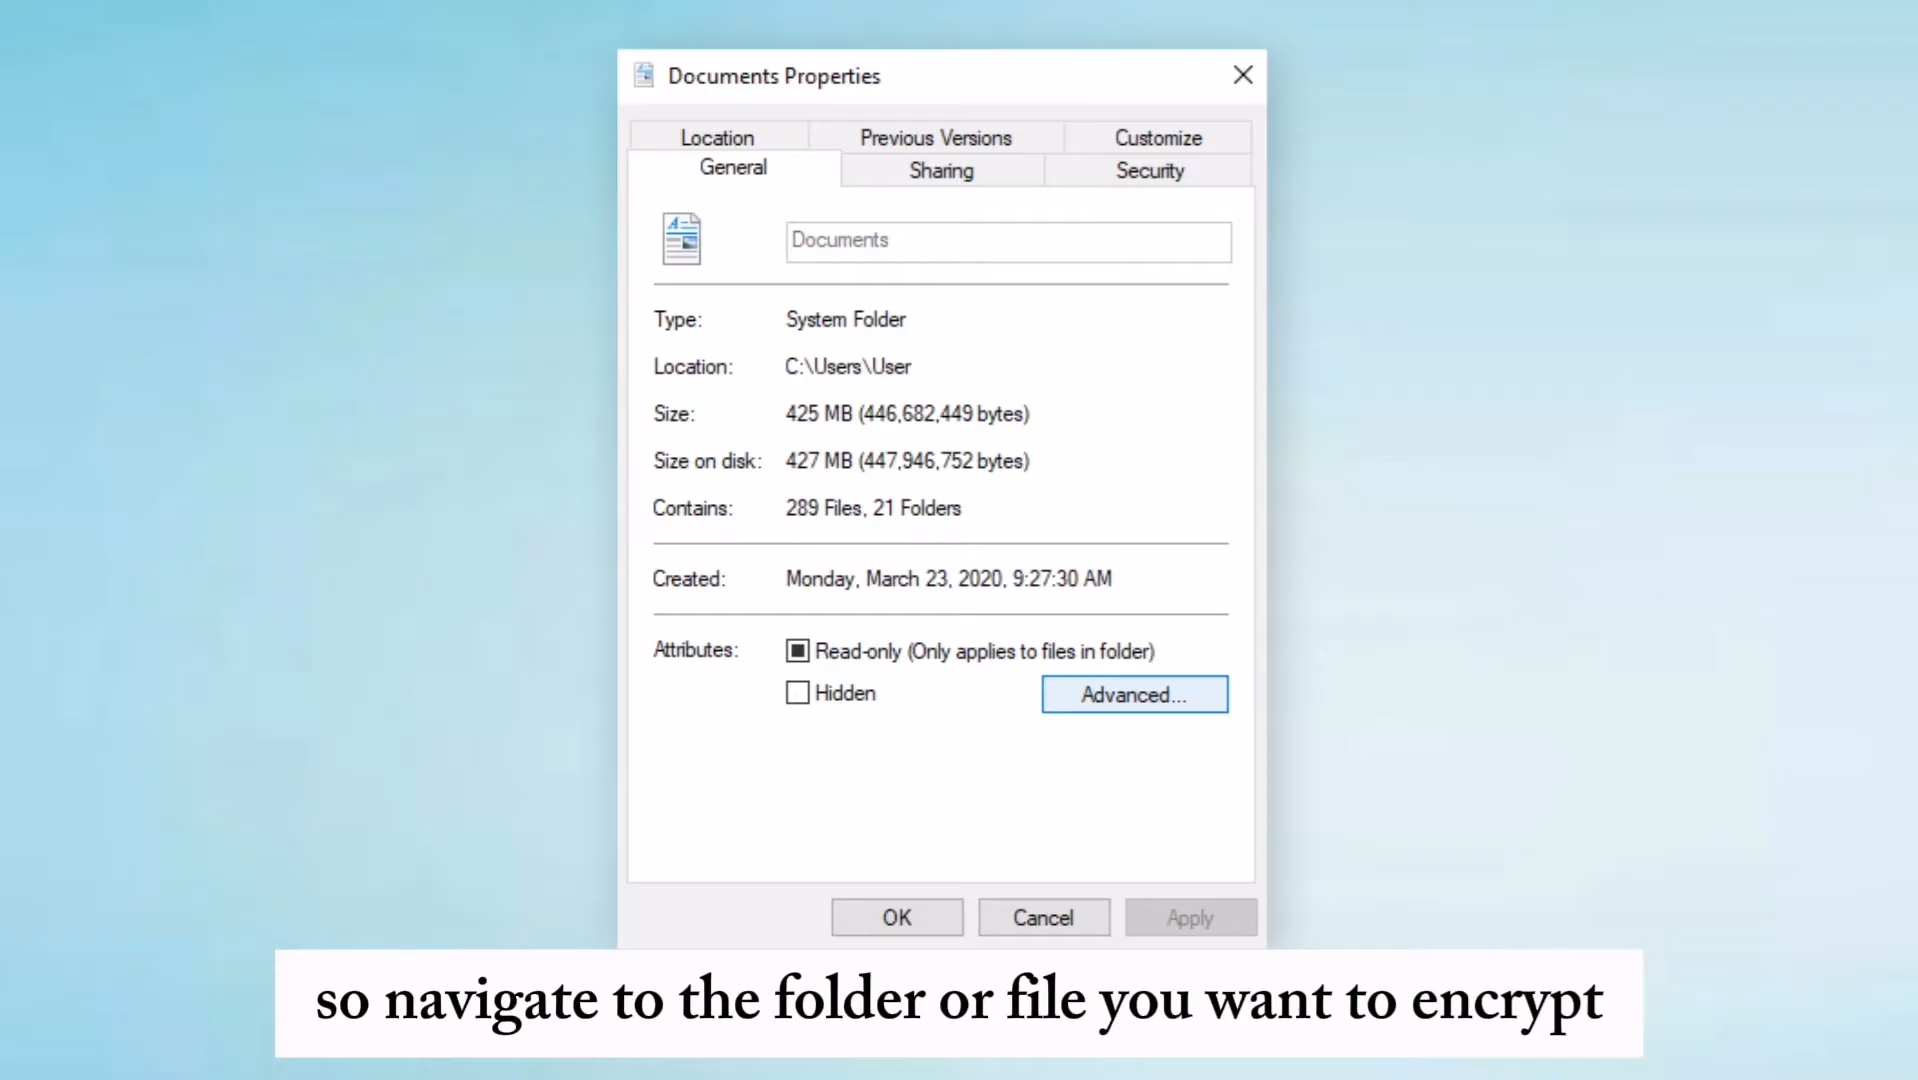 Documents Properties
Location Previous Versions Customize
General Sharing Security
Documents
Type: System Folder
Location: C:\Users\User
Size: 425 MB (446,682,449 bytes)
Size on disk: 427 MB (447,946,752 bytes)
Contains: 289 Files, 21 Folders
Created: Monday, March 23, 2020, 9:27:30 AM
Attributes: Read-only (Only applies to files in folder)
Hidden Advanced...
OK Cancel Apply
so navigate to the folder or file you want to encrypt